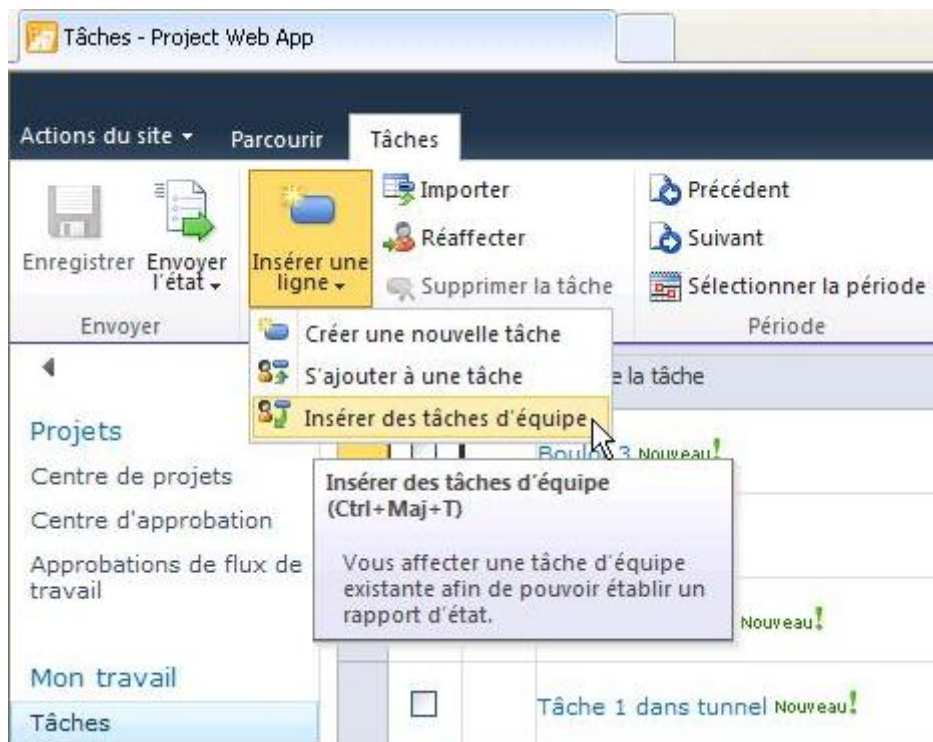 Tâches - Project Web App
Actions du site
Parcourir
Tâches
Enregistrer
Envoyer
l'état
Insérer une
ligne
Importer
Réaffecter
Supprimer la tâche
Précédent
Suivant
Sélectionner la période
Envoyer
Période
Créer une nouvelle tâche
S'ajouter à une tâche
Insérer des tâches d'équipe
la tâche
Projets
Centre de projets
Centre d'approbation
Approbations de flux de
travail
3 Nouveau!
Insérer des tâches d'équipe
(Ctrl+Maj+T)
Vous affecter une tâche d'équipe
existante afin de pouvoir établir un
rapport d'état.
Nouveau!
Mon travail
Tâches
Tâche 1 dans tunnel Nouveau!